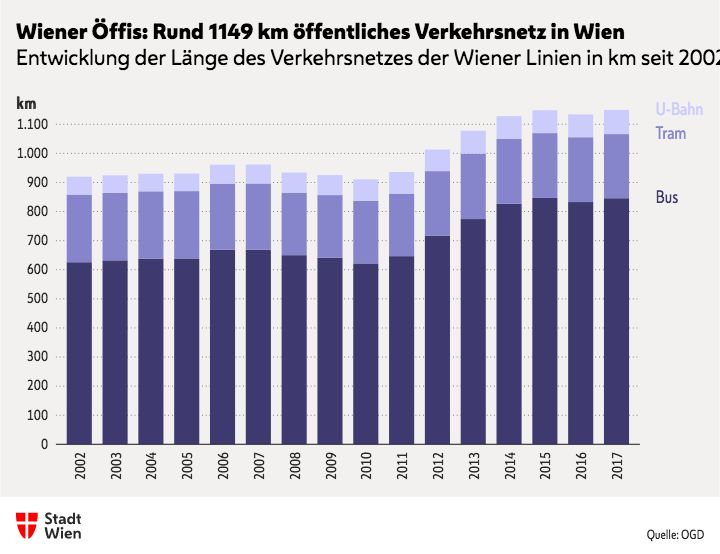 Wiener Öffis: Rund 1149 km öffentliches Verkehrsnetz in Wien
Entwicklung der Länge des Verkehrsnetzes der Wiener Linien in km seit 2002
km
1.100
1.000
900
800
700
600
500
400
300
200
100
0
U-Bahn
Tram
Bus
2002 2003 2004 2005 2006 2007 2008 2009 2010 2011 2012 2013 2014 2015 2016 2017
Stadt
Wien
Quelle: OGD